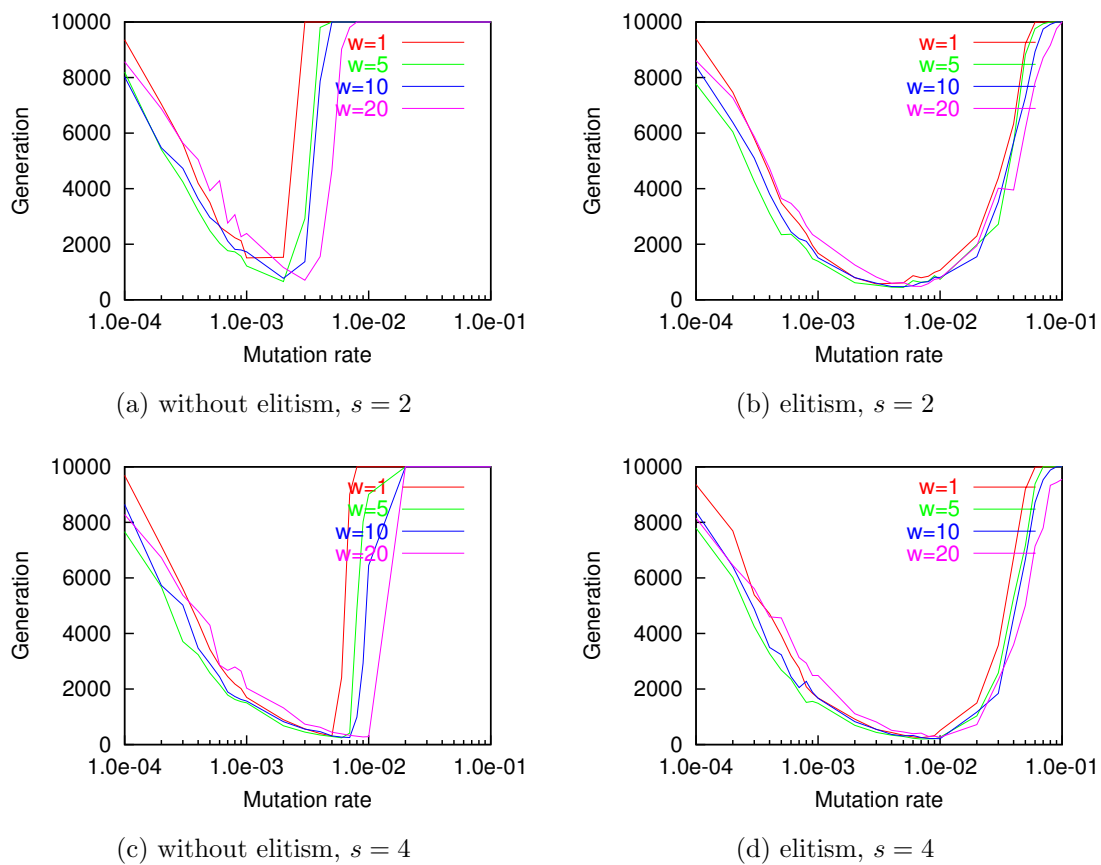 10000
8000
6000
4000
2000
0
1.0e-04 1.0e-03 1.0e-02 1.0e-01
Generation
Mutation rate
w=1
w=5
w=10
w=20
(a) without elitism, s = 2
10000
8000
6000
4000
2000
0
1.0e-04 1.0e-03 1.0e-02 1.0e-01
Generation
Mutation rate
w=1
w=5
w=10
w=20
(b) elitism, s = 2
10000
8000
6000
4000
2000
0
1.0e-04 1.0e-03 1.0e-02 1.0e-01
Generation
Mutation rate
w=1
w=5
w=10
w=20
(c) without elitism, s = 4
10000
8000
6000
4000
2000
0
1.0e-04 1.0e-03 1.0e-02 1.0e-01
Generation
Mutation rate
w=1
w=5
w=10
w=20
(d) elitism, s = 4